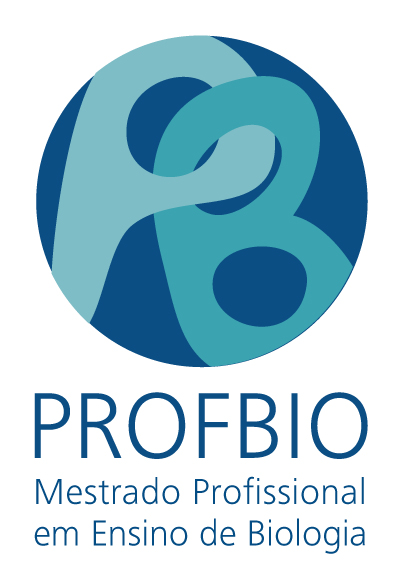 PROFBIO
Mestrado Profissional
em Ensino de Biologia